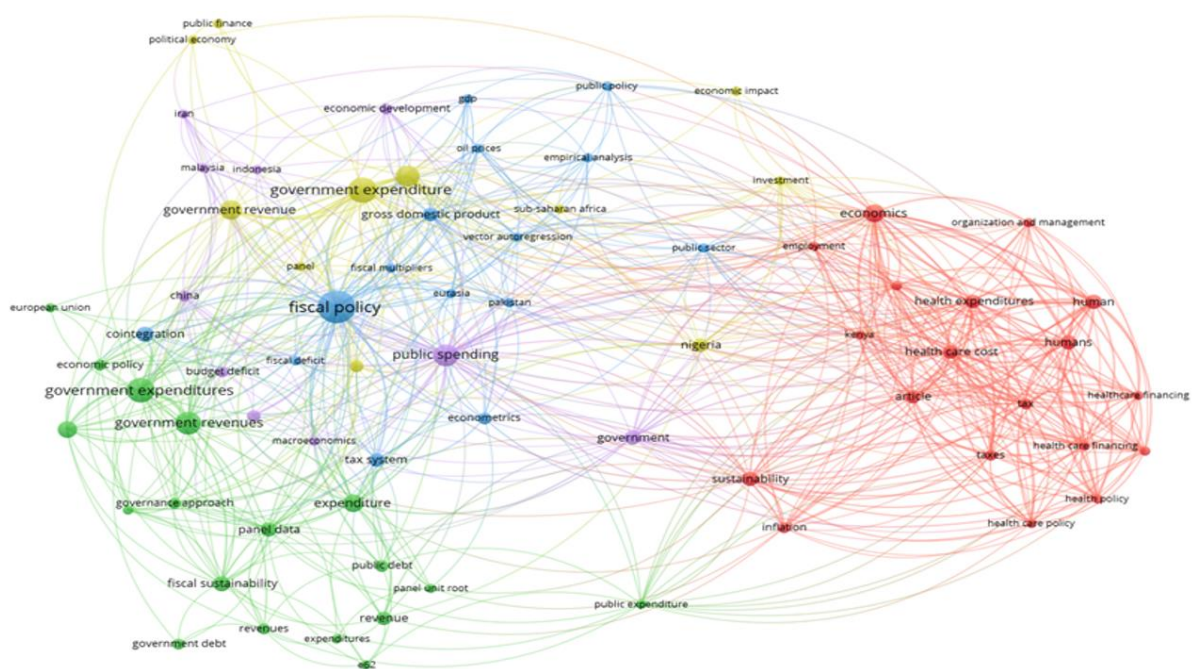 public finance
political economy
public policy
economic impact
gdp
economic development
iran
oil prices
empirical analysis
malaysia
indonesia
investment
government expenditure
government revenue
gross domestic product
sub-saharan africa
economics
organization and management
vector autoregression
public sector
employment
panel
fiscal multipliers
eurasia
china
pakistan
health expenditures
human
european union
fiscal policy
cointegration
kenya
nigeria
humans
public spending
health care cost
fiscal deficit
economic policy
budget deficit
government expenditures
article
tax
healthcare financing
econometrics
government revenues
macroeconomics
government
health care financing
taxes
tax system
sustainability
governance approach
expenditure
health policy
panel data
inflation
health care policy
public debt
fiscal sustainability
panel unit root
public expenditure
revenue
revenues
expenditures
government debt
e62